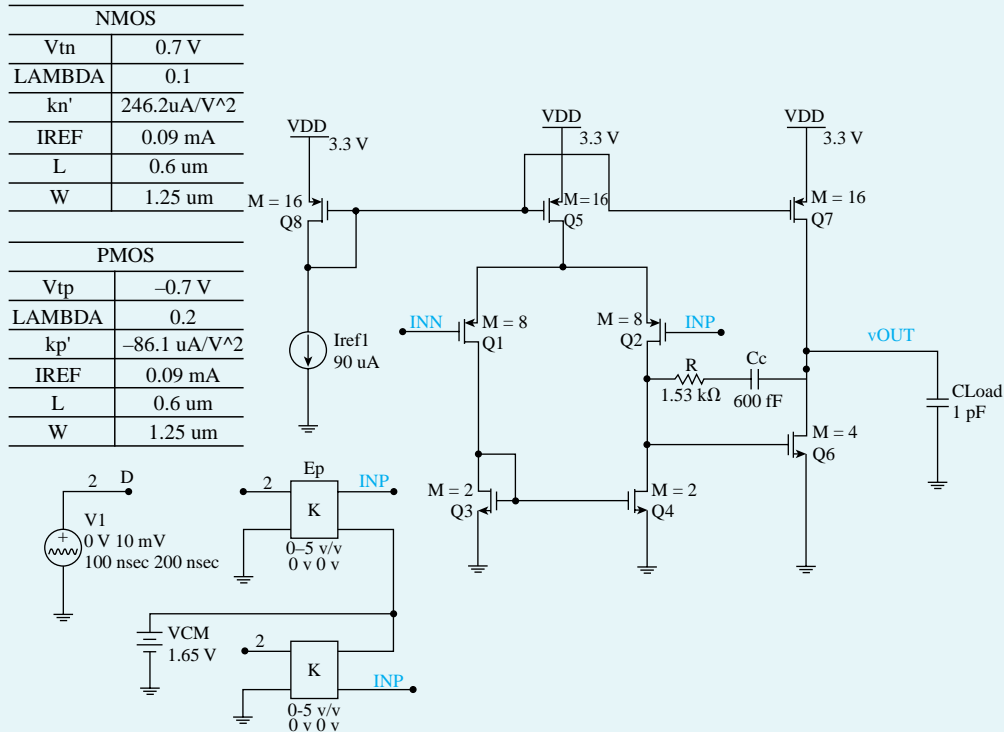 NMOS
Vtn 0.7 V
LAMBDA 0.1
kn' 246.2uA/V^2
IREF 0.09 mA
L 0.6 um
W 1.25 um
PMOS
Vtp –0.7 V
LAMBDA 0.2
kp' –86.1 uA/V^2
IREF 0.09 mA
L 0.6 um
W 1.25 um
VDD
3.3 V
VDD
3.3 V
VDD
3.3 V
M = 16
Q8
M=16
Q5
M = 16
Q7
Iref1
90 uA
INN
M = 8
Q1
M = 8
Q2
INP
R
1.53 kΩ
Cc
600 fF
vOUT
CLoad
1 pF
M = 4
Q6
M = 2
Q3
M = 2
Q4
2 D
V1
0 V 10 mV
100 nsec 200 nsec
Ep
2
K
INP
0–5 v/v
0 v 0 v
VCM
1.65 V
2
K
INP
0-5 v/v
0 v 0 v